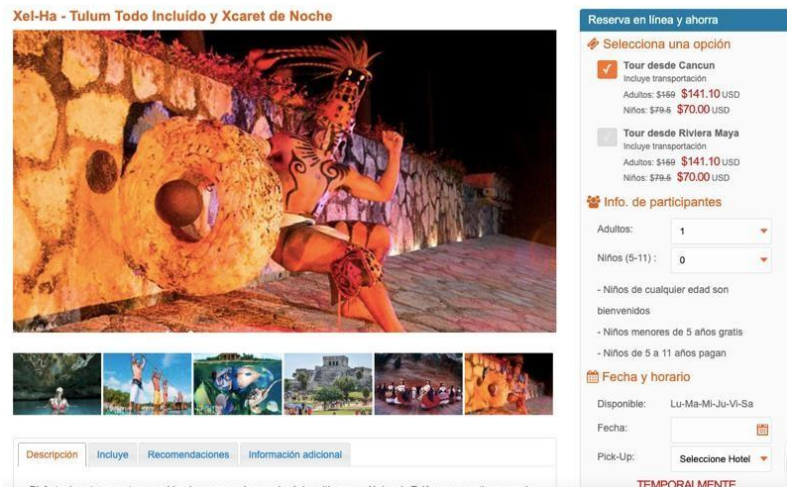 Xel-Ha - Tulum Todo Incluído y Xcaret de Noche
Descripción
Incluye
Recomendaciones
Información adicional
Reserva en línea y ahorra
Selecciona una opción
Tour desde Cancun
Incluye transportación
Adultos: $159 $141.10 USD
Niños: $79.5 $70.00 USD
Tour desde Riviera Maya
Incluye transportación
Adultos: $159 $141.10 USD
Niños: $79.5 $70.00 USD
Info. de participantes
Adultos: 1
Niños (5-11) : 0
- Niños de cualquier edad son
bienvenidos
- Niños menores de 5 años gratis
- Niños de 5 a 11 años pagan
Fecha y horario
Disponible: Lu-Ma-Mi-Ju-Vi-Sa
Fecha:
Pick-Up: Seleccione Hotel
TEMPORALMENTE